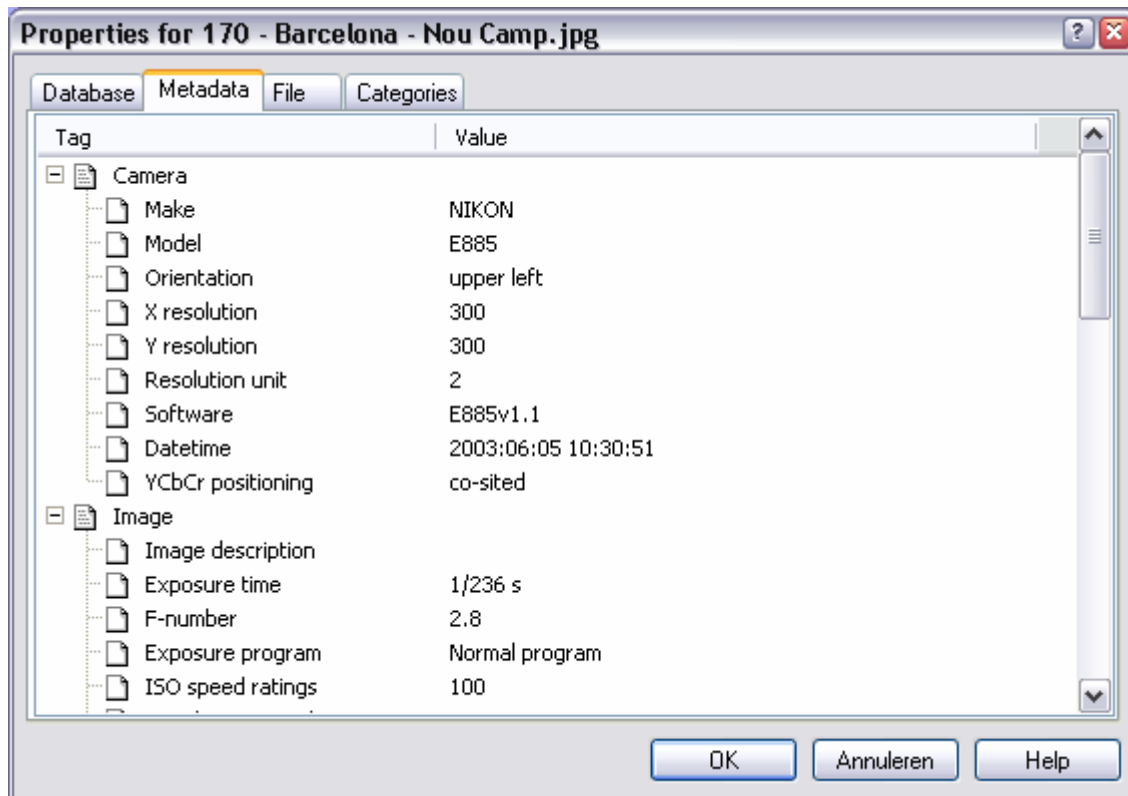 Properties for 170 - Barcelona - Nou Camp.jpg
Database Metadata File Categories
Tag Value
Camera
Make NIKON
Model E885
Orientation upper left
X resolution 300
Y resolution 300
Resolution unit 2
Software E885v1.1
Datetime 2003:06:05 10:30:51
YCbCr positioning co-sited
Image
Image description
Exposure time 1/236 s
F-number 2.8
Exposure program Normal program
ISO speed ratings 100
OK Annuleren Help